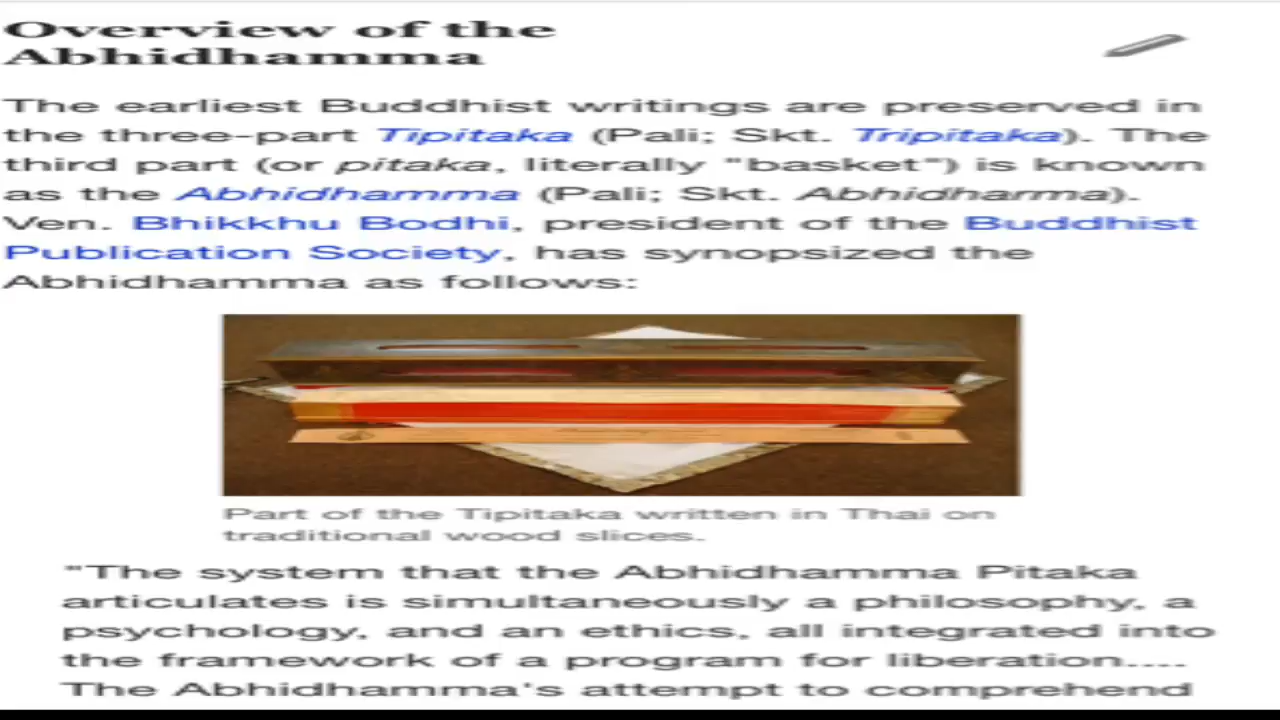 Overview of the
Abhidhamma
The earliest Buddhist writings are preserved in
the three-part Tipitaka (Pali; Skt. Tripitaka). The
third part (or pitaka, literally "basket") is known
as the Abhidhamma (Pali; Skt. Abhidharma).
Ven. Bhikkhu Bodhi, president of the Buddhist
Publication Society, has synopsized the
Abhidhamma as follows:
Part of the Tipitaka written in Thai on
traditional wood slices.
"The system that the Abhidhamma Pitaka
articulates is simultaneously a philosophy, a
psychology, and an ethics, all integrated into
the framework of a program for liberation....
The Abhidhamma's attempt to comprehend